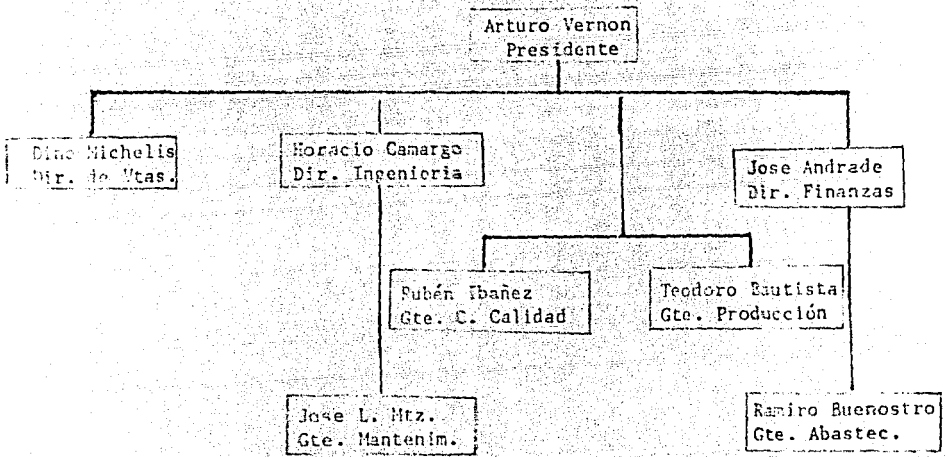 Arturo Vernon
Presidente
Dino Michelis
Dir. de Vtas.
Horacio Camargo
Dir. Ingenieria
Jose Andrade
Dir. Finanzas
Rubén Ibañez
Gte. C. Calidad
Teodoro Bautista
Gte. Producción
Jose L. Mtz.
Gte. Mantenim.
Ramiro Buenostro
Gte. Abastec.